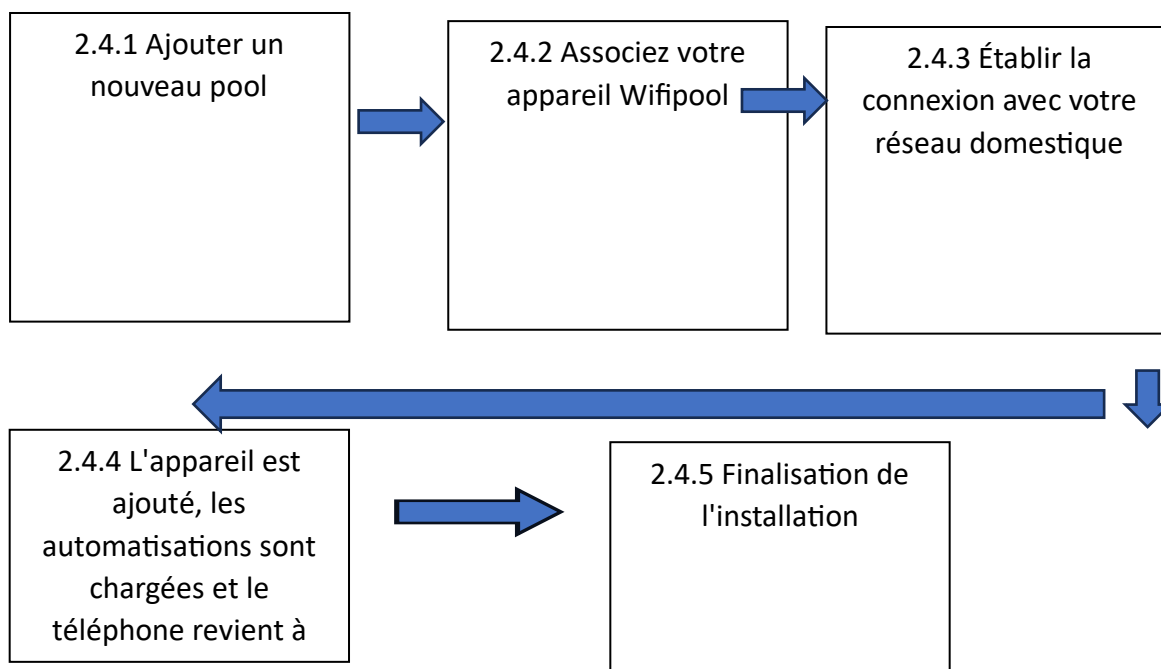 2.4.1 Ajouter un
nouveau pool
2.4.2 Associez votre
appareil Wifipool
2.4.3 Établir la
connexion avec votre
réseau domestique
2.4.4 L'appareil est
ajouté, les
automatisations sont
chargées et le
téléphone revient à
2.4.5 Finalisation de
l'installation